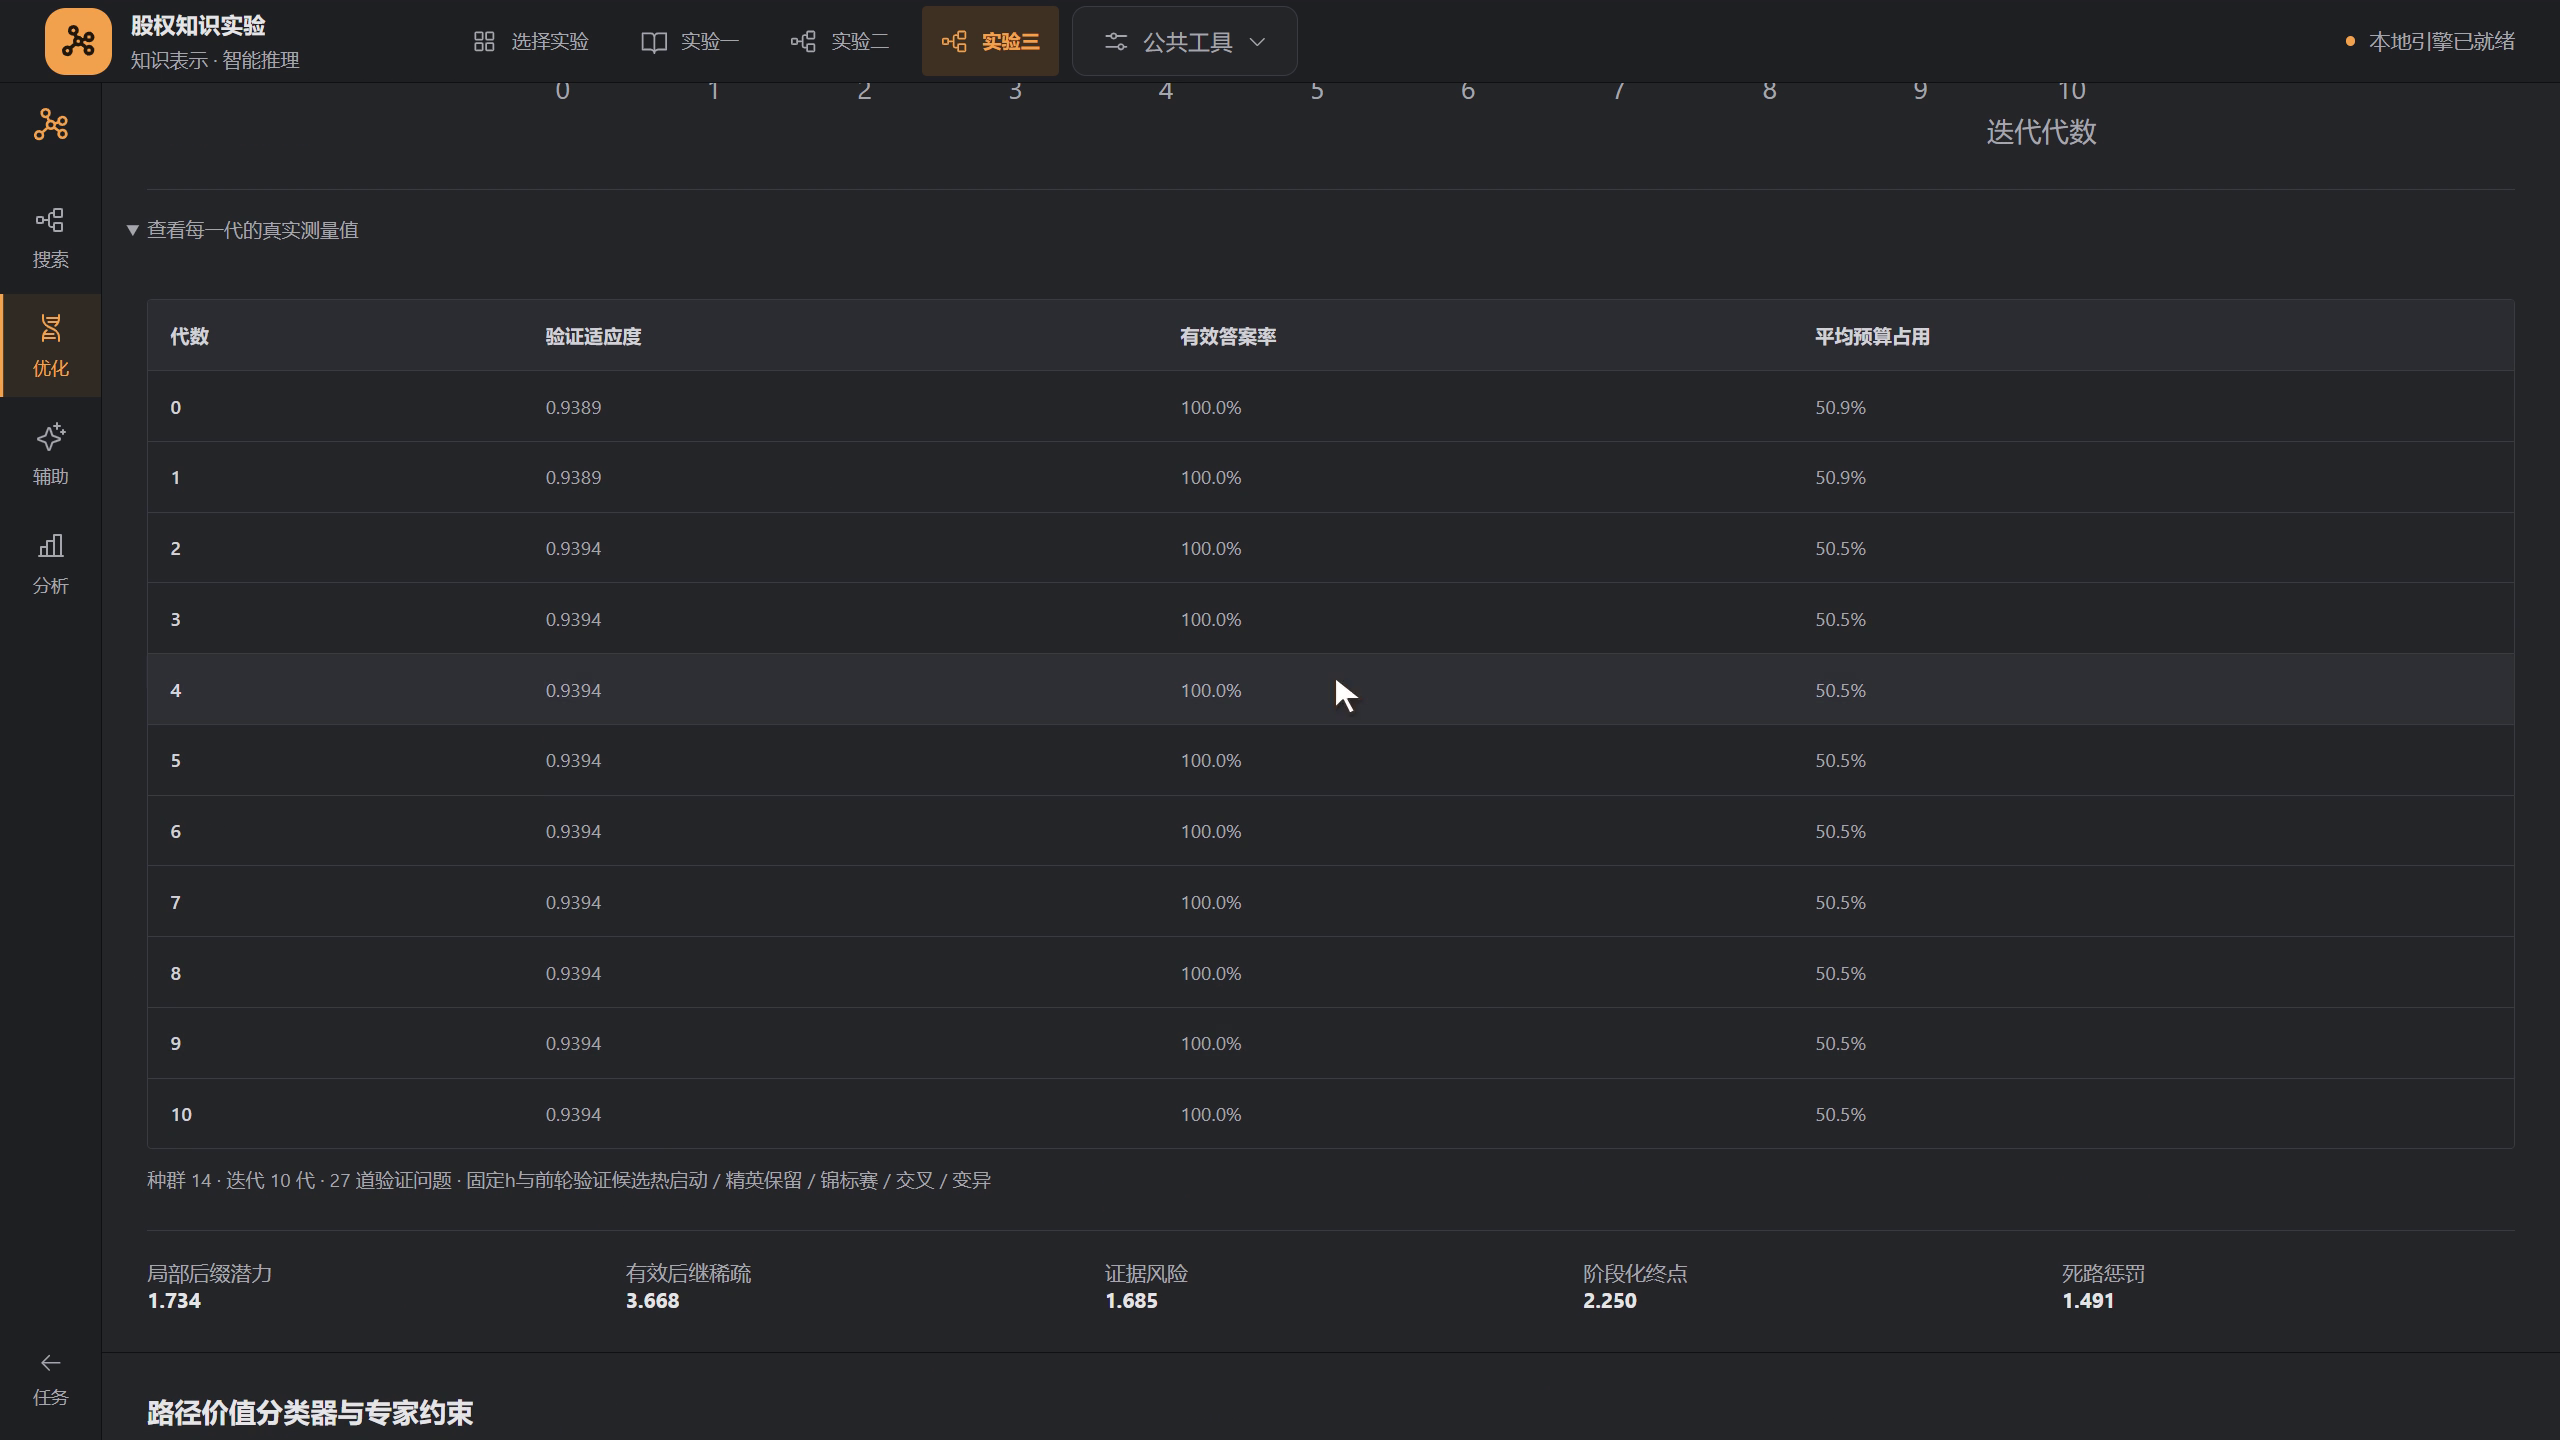 股权知识实验
知识表示 · 智能推理
选择实验
实验一
实验二
实验三
公共工具
本地引擎已就绪
搜索
优化
辅助
分析
任务
0 1 2 3 4 5 6 7 8 9 10
迭代代数
查看每一代的真实测量值
代数 验证适应度 有效答案率 平均预算占用
0 0.9389 100.0% 50.9%
1 0.9389 100.0% 50.9%
2 0.9394 100.0% 50.5%
3 0.9394 100.0% 50.5%
4 0.9394 100.0% 50.5%
5 0.9394 100.0% 50.5%
6 0.9394 100.0% 50.5%
7 0.9394 100.0% 50.5%
8 0.9394 100.0% 50.5%
9 0.9394 100.0% 50.5%
10 0.9394 100.0% 50.5%
种群 14 · 迭代 10 代 · 27 道验证问题 · 固定h与前轮验证候选热启动 / 精英保留 / 锦标赛 / 交叉 / 变异
局部后缀潜力 有效后继稀疏 证据风险 阶段化终点 死路惩罚
1.734 3.668 1.685 2.250 1.491
路径价值分类器与专家约束